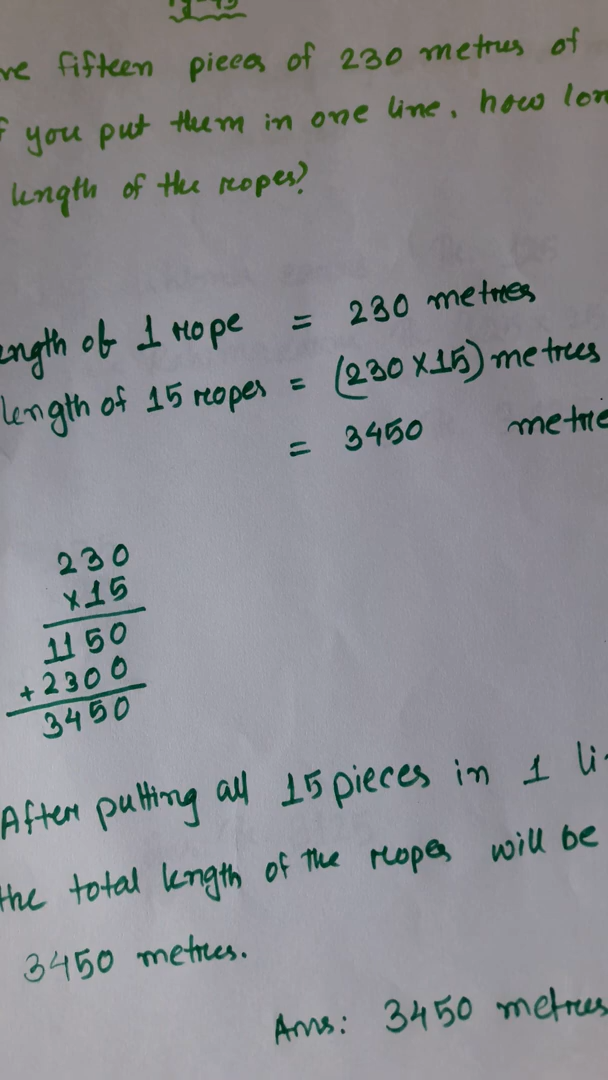 ve fifteen pieces of 230 metres of
f you put them in one line, how lon
length of the ropes?
ength of 1 rope = 230 metres
length of 15 ropes = (230 x 15) metres
= 3450 metre
230
x15
1150
+2300
3450
After putting all 15 pieces in 1 li
the total length of the ropes will be
3450 metres.
Ans: 3450 metres